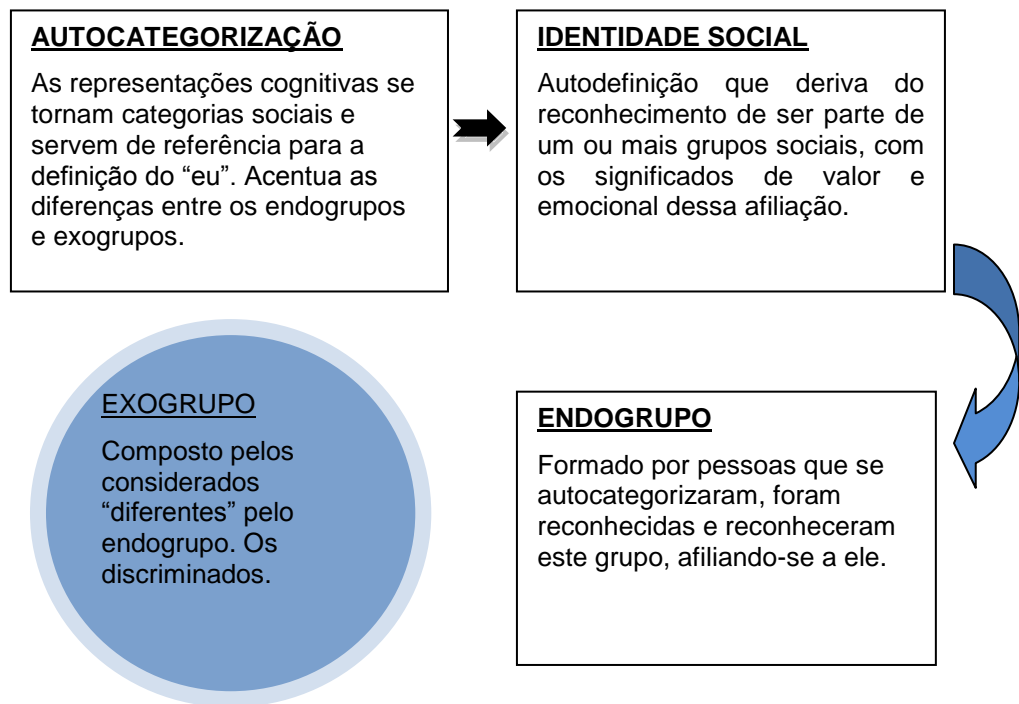 AUTOCATEGORIZAÇÃO
As representações cognitivas se
tornam categorias sociais e
servem de referência para a
definição do “eu”. Acentua as
diferenças entre os endogrupos
e exogrupos.
IDENTIDADE SOCIAL
Autodefinição que deriva do
reconhecimento de ser parte de
um ou mais grupos sociais, com
os significados de valor e
emocional dessa afiliação.
EXOGRUPO
Composto pelos
considerados
“diferentes” pelo
endogrupo. Os
discriminados.
ENDOGRUPO
Formado por pessoas que se
autocategorizaram, foram
reconhecidas e reconheceram
este grupo, afiliando-se a ele.